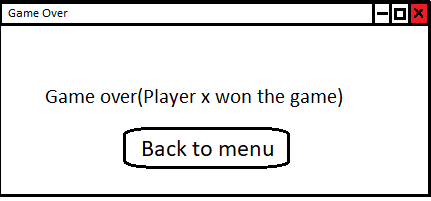 Game Over
Game over(Player x won the game)
Back to menu